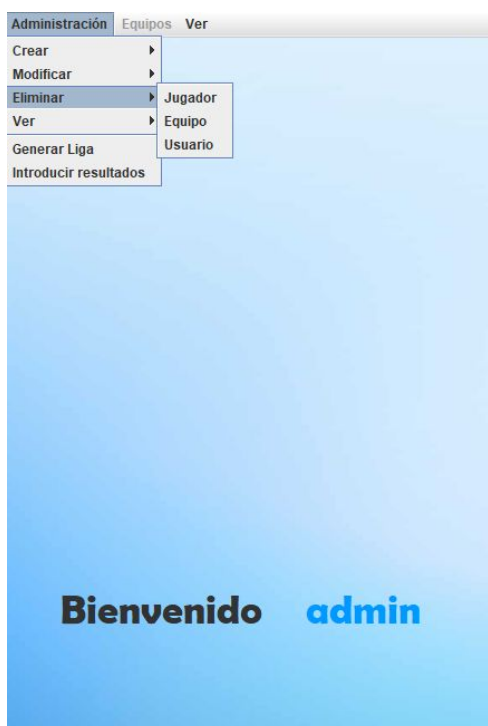 Administración Equipos Ver
Crear
Modificar
Eliminar
Ver
Generar Liga
Introducir resultados
Jugador
Equipo
Usuario
Bienvenido admin